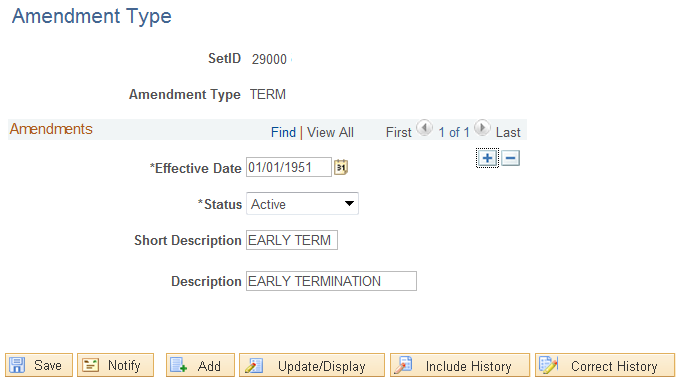 Amendment Type
SetID 29000
Amendment Type TERM
Amendments Find | View All First 1 of 1 Last
*Effective Date 01/01/1951 31
*Status Active
Short Description EARLY TERM
Description EARLY TERMINATION
Save Notify Add Update/Display Include History Correct History